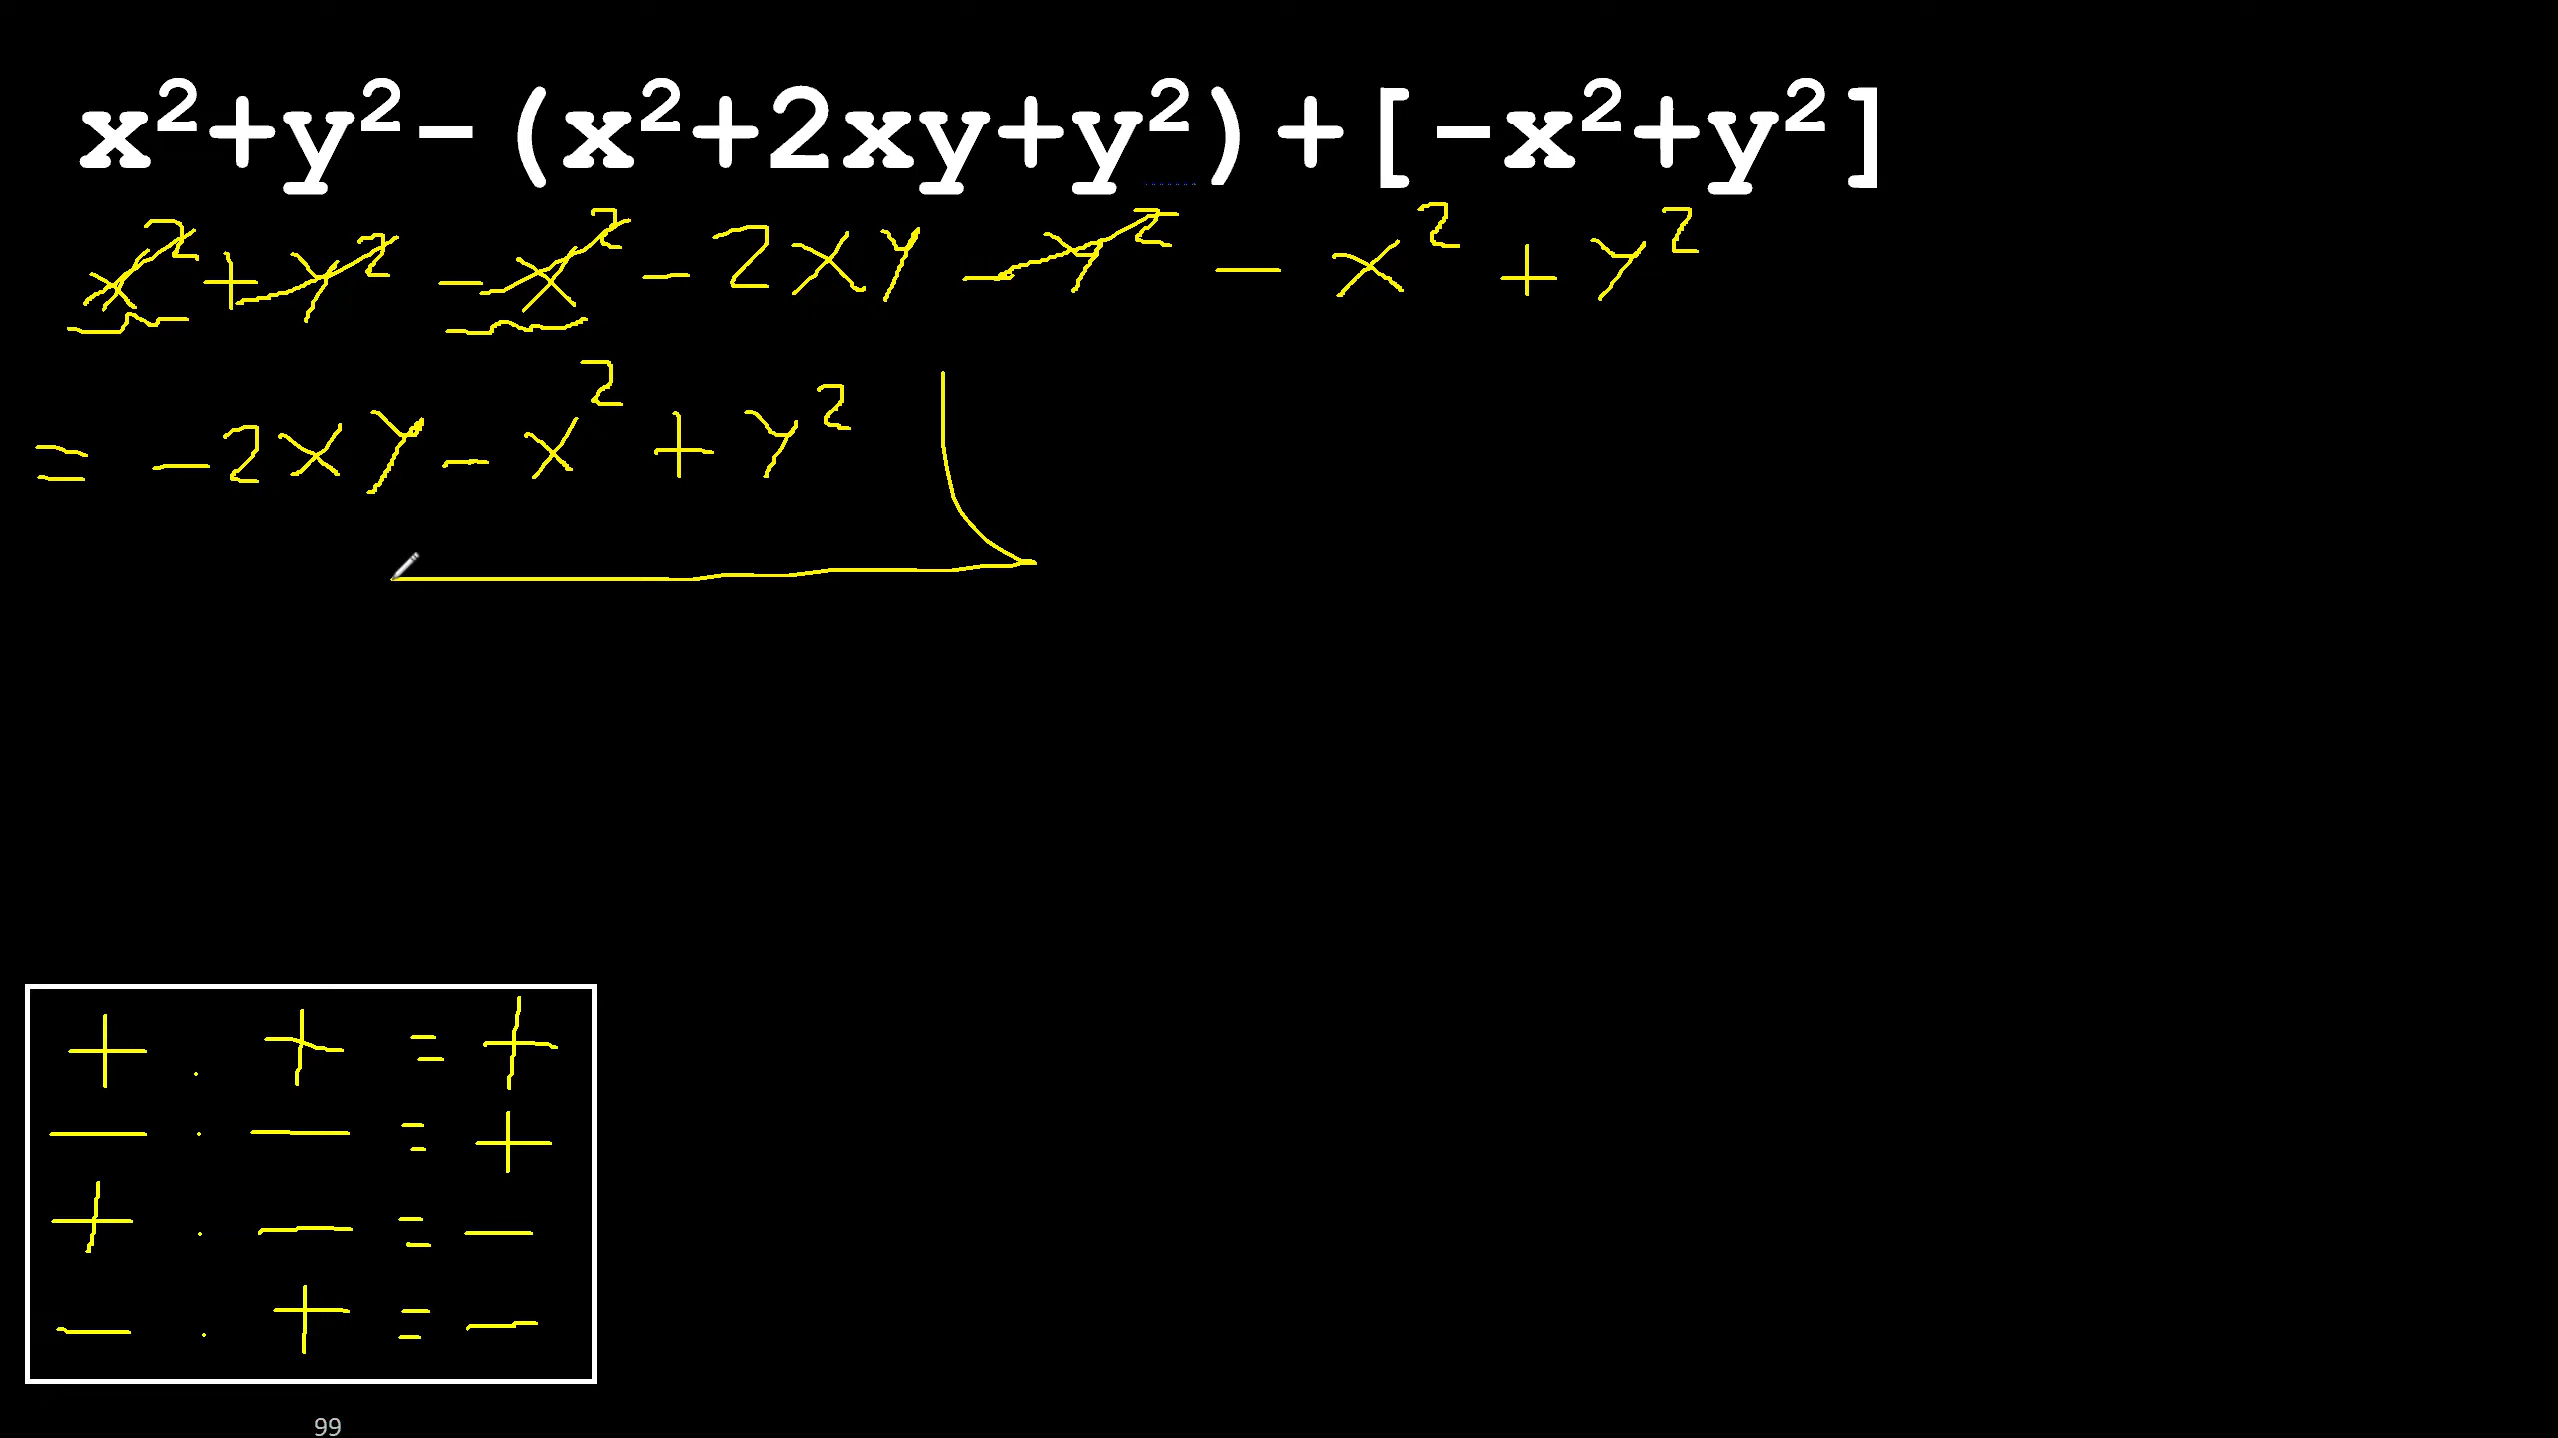 x²+y²-(x²+2xy+y²)+[-x²+y²]
x²+y²-x²-2xy-y²-x²+y²
= -2xy-x²+y²
+ . + = +
- . - = +
+ . - = -
- . + = -
99